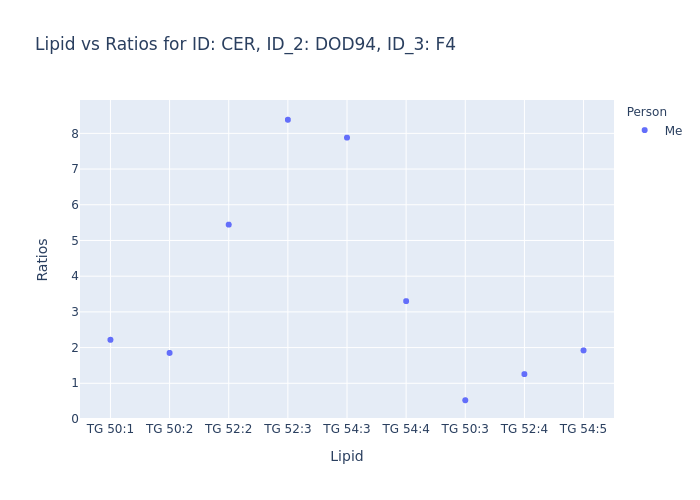 Lipid vs Ratios for ID: CER, ID_2: DOD94, ID_3: F4
Person
Me
Ratios
8
7
6
5
4
3
2
1
0
TG 50:1 TG 50:2 TG 52:2 TG 52:3 TG 54:3 TG 54:4 TG 50:3 TG 52:4 TG 54:5
Lipid